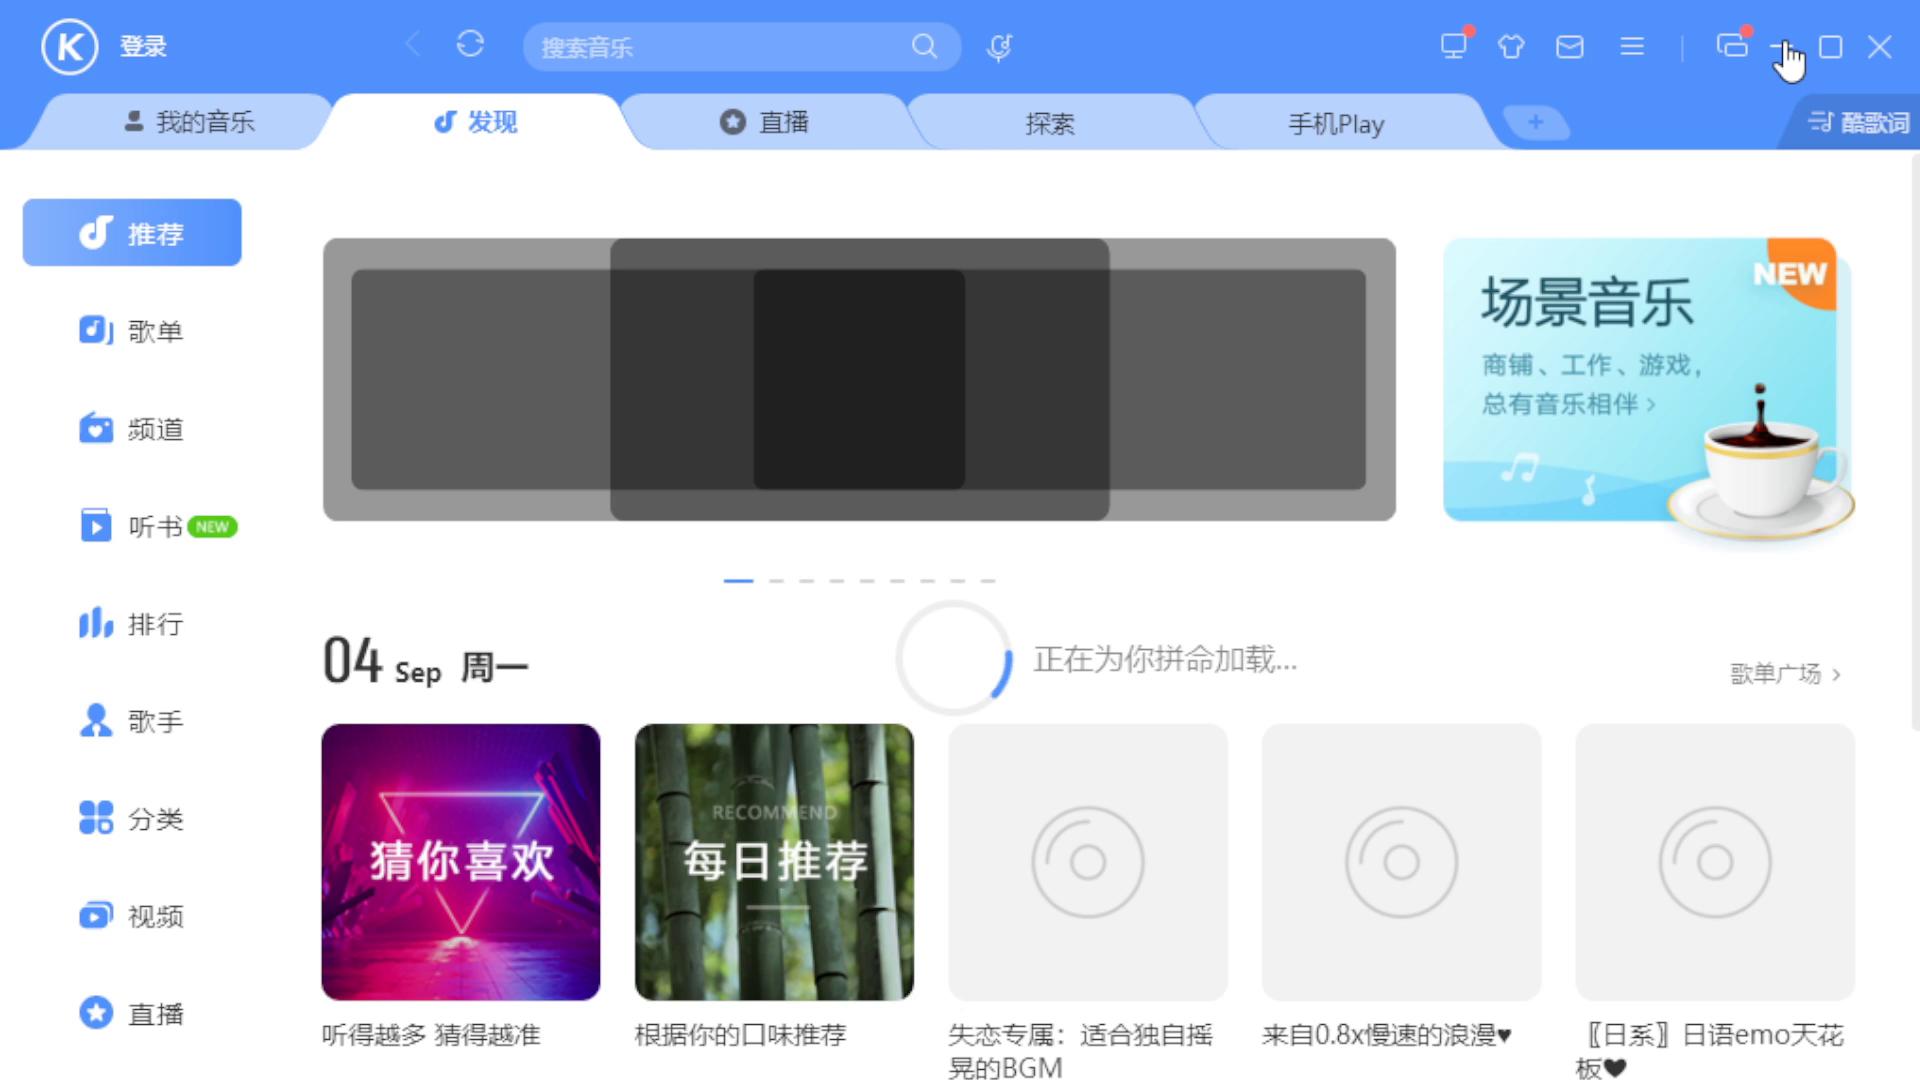 K 登录
搜索音乐
我的音乐
发现
直播
探索
手机Play
酷歌词
推荐
歌单
频道
听书 NEW
排行
歌手
分类
视频
直播
NEW
场景音乐
商铺、工作、游戏，
总有音乐相伴 >
04 Sep 周一
正在为你拼命加载...
歌单广场 >
猜你喜欢
RECOMMEND
每日推荐
听得越多 猜得越准
根据你的口味推荐
失恋专属：适合独自摇
晃的BGM
来自0.8x慢速的浪漫♥
〖日系〗日语emo天花
板♥